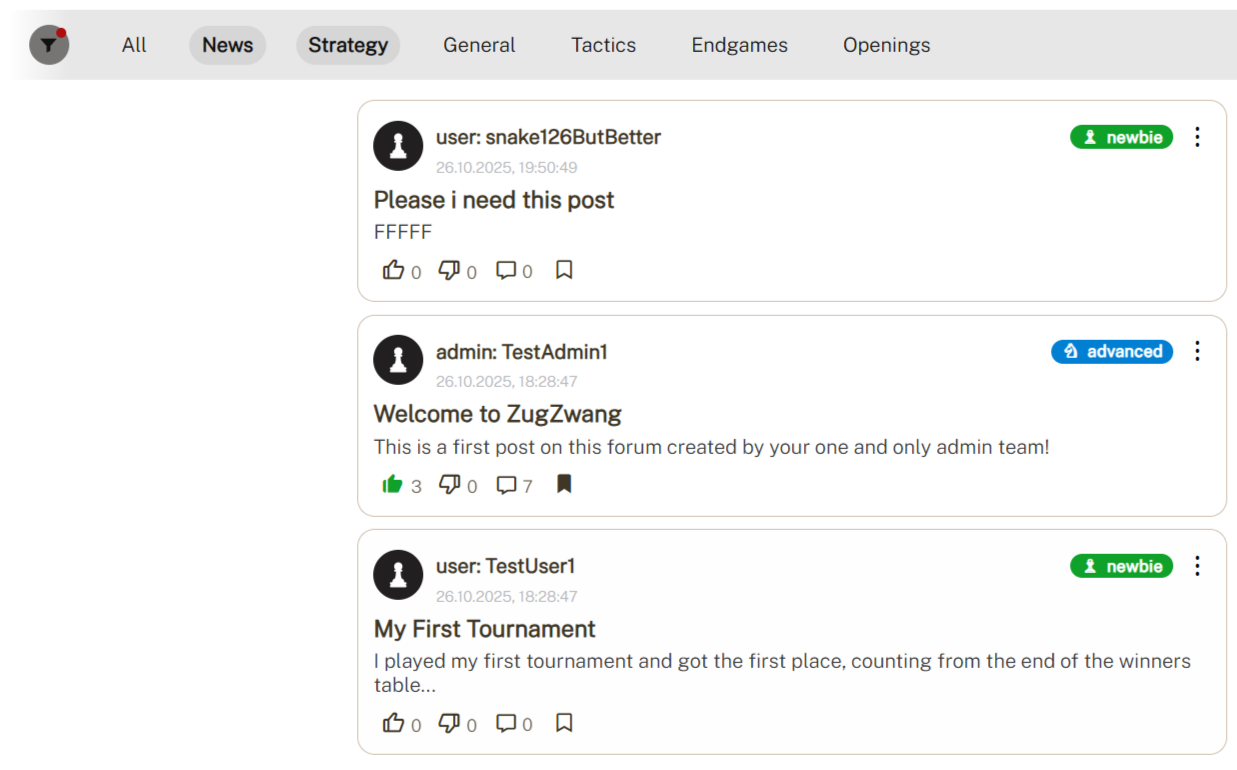 All News Strategy General Tactics Endgames Openings
user: snake126ButBetter newbie
26.10.2025, 19:50:49
Please i need this post
FFFFF
0 0 0
admin: TestAdmin1 advanced
26.10.2025, 18:28:47
Welcome to ZugZwang
This is a first post on this forum created by your one and only admin team!
3 0 7
user: TestUser1 newbie
26.10.2025, 18:28:47
My First Tournament
I played my first tournament and got the first place, counting from the end of the winners
table...
0 0 0